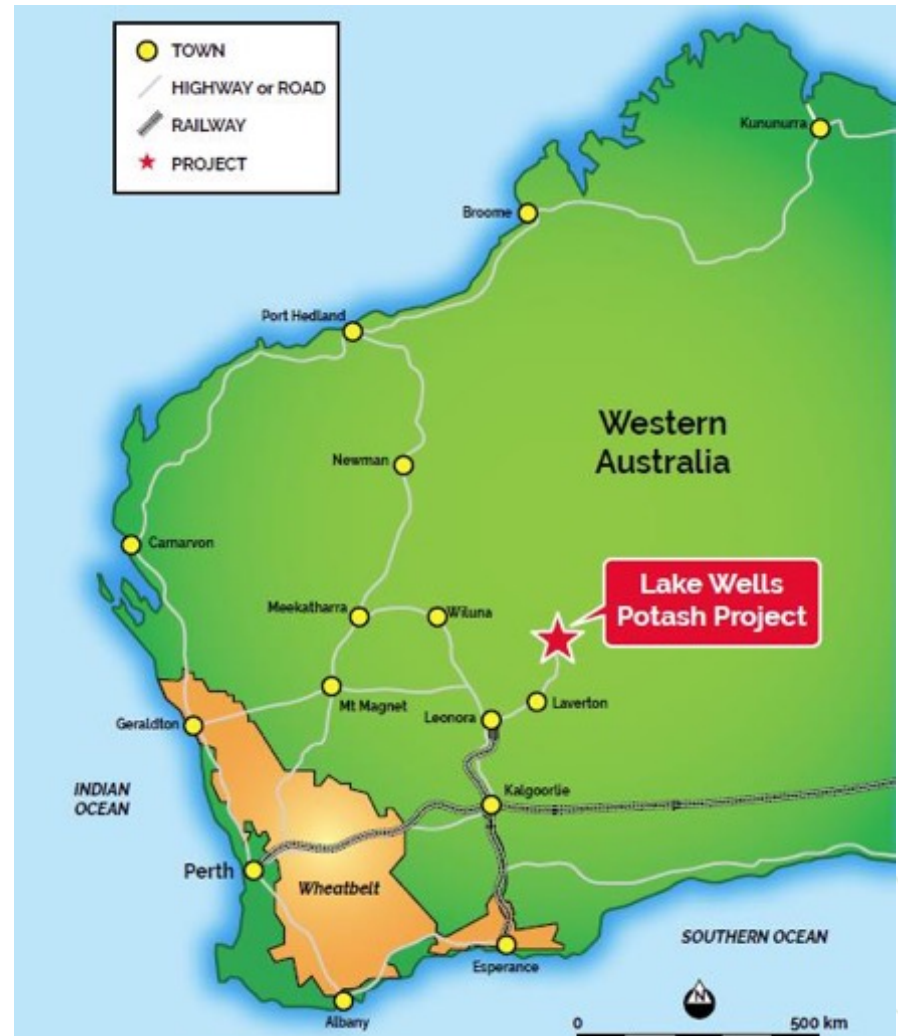 TOWN
HIGHWAY or ROAD
RAILWAY
PROJECT
Kununurra
Broome
Port Hedland
Western
Australia
Newman
Carnarvon
Lake Wells
Potash Project
Meekatharra
Wiluna
Mt Magnet
Laverton
Leonora
Geraldton
INDIAN
OCEAN
Kalgoorlie
Perth
Wheatbelt
SOUTHERN OCEAN
Esperance
N
Albany
0
500 km